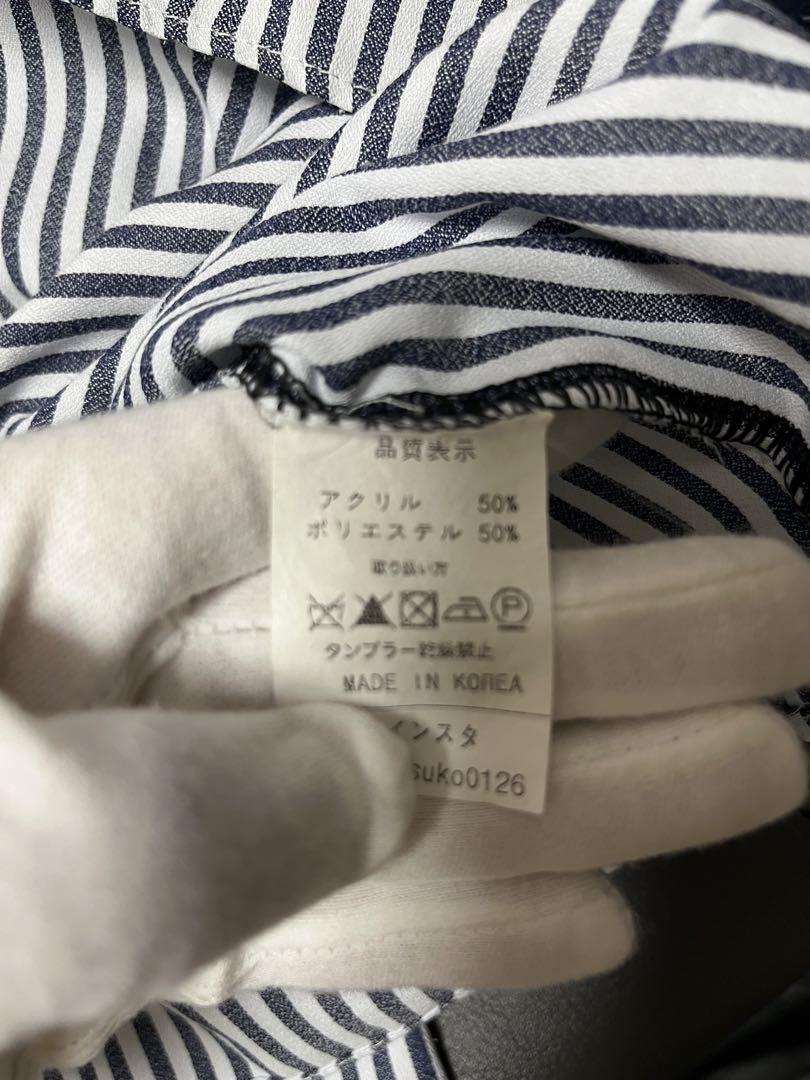 品質表示
アクリル 50%
ポリエステル 50%
取り扱い方
P
タンブラー乾燥禁止
MADE IN KOREA
インスタ
suko0126